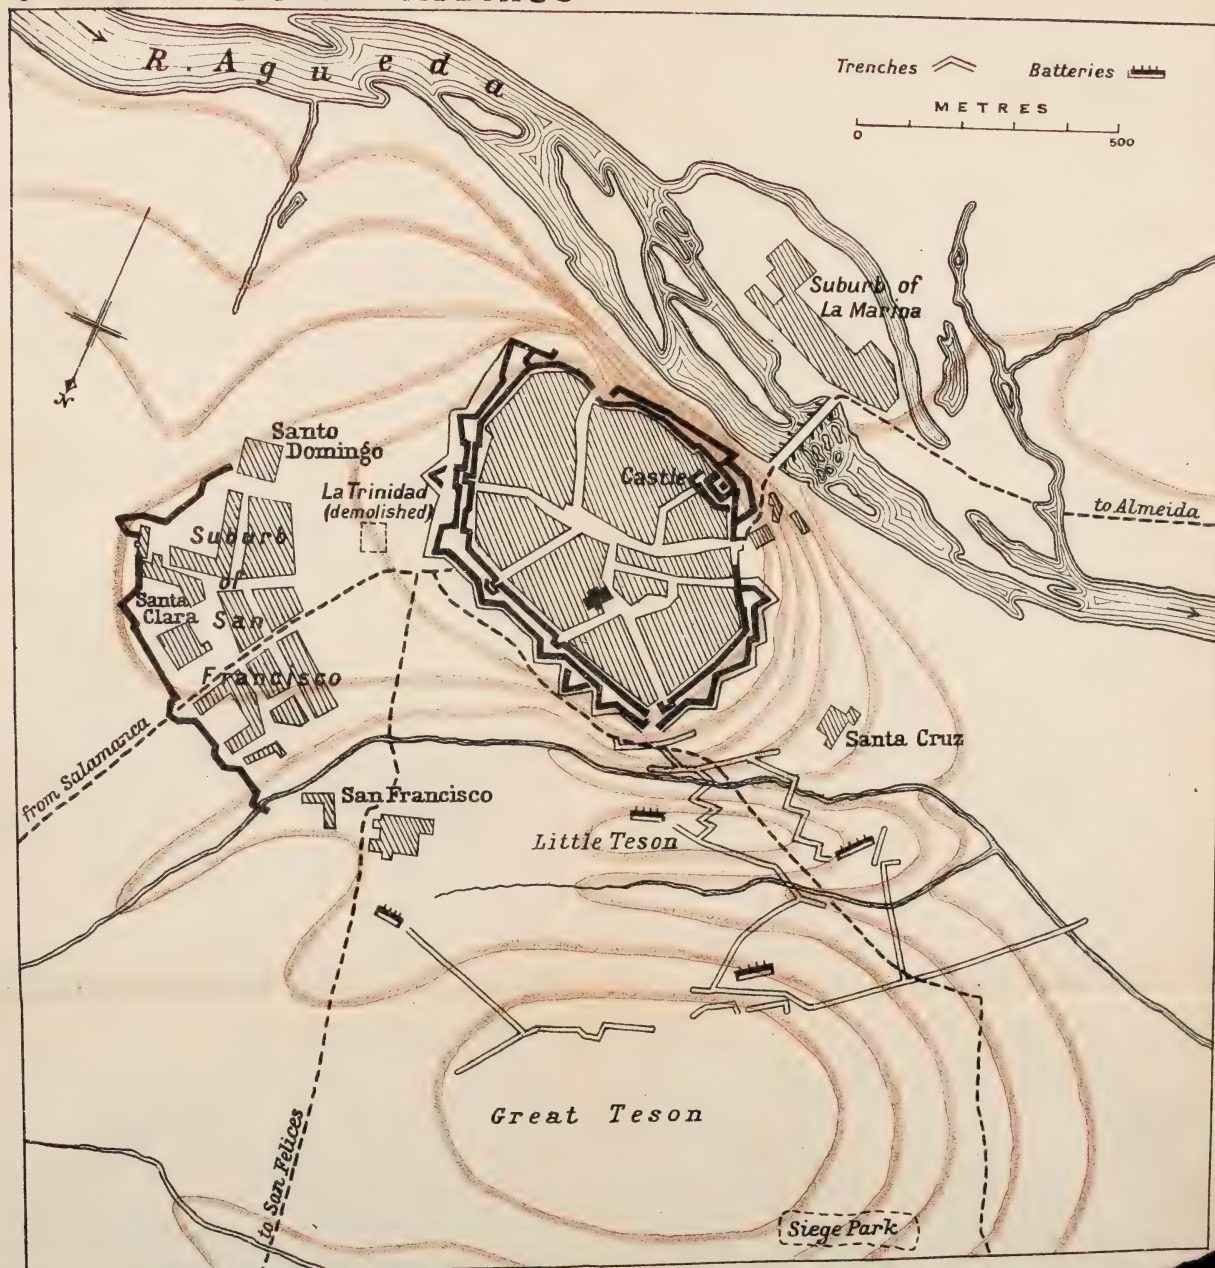 R. Agueda
Trenches
Batteries
METRES
0
500
Suburb of
La Marina
Santo
Domingo
La Trinidad
(demolished)
Castle
to Almeida
Suburb
of
San
Francisco
Santa
Clara
N
from Salamanca
Santa Cruz
San Francisco
Little Teson
Great Teson
to San Felices
Siege Park